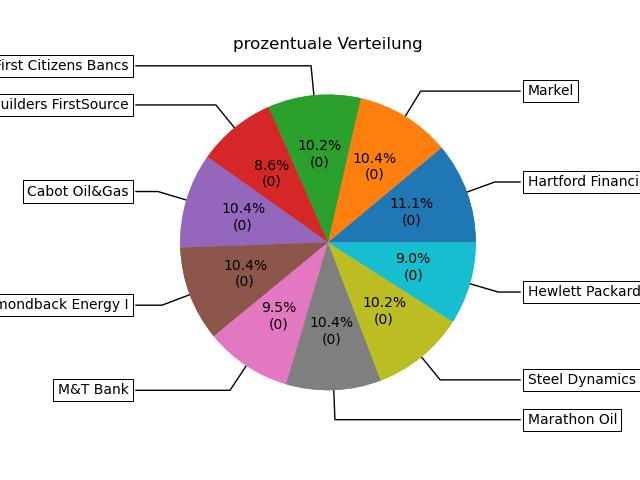 prozentuale Verteilung
First Citizens Bancs
Markel
uilders FirstSource
10.2%
(0)
10.4%
(0)
8.6%
(0)
Hartford Financi
Cabot Oil&Gas
10.4%
(0)
11.1%
(0)
10.4%
(0)
9.0%
(0)
Hewlett Packard
mondback Energy I
9.5%
(0)
10.4%
(0)
10.2%
(0)
M&T Bank
Steel Dynamics
Marathon Oil